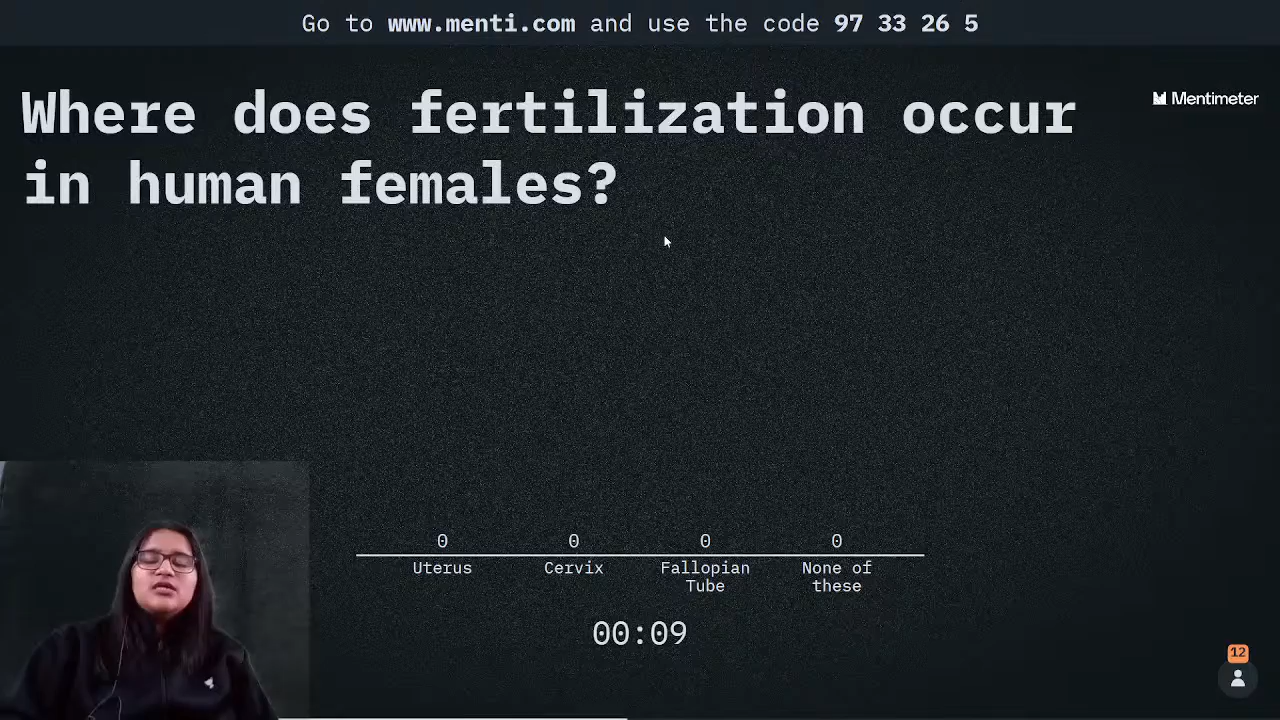 Go to www.menti.com and use the code 97 33 26 5
Where does fertilization occur
in human females?
Mentimeter
0 0 0 0
Uterus Cervix Fallopian None of
Tube these
00:09
12